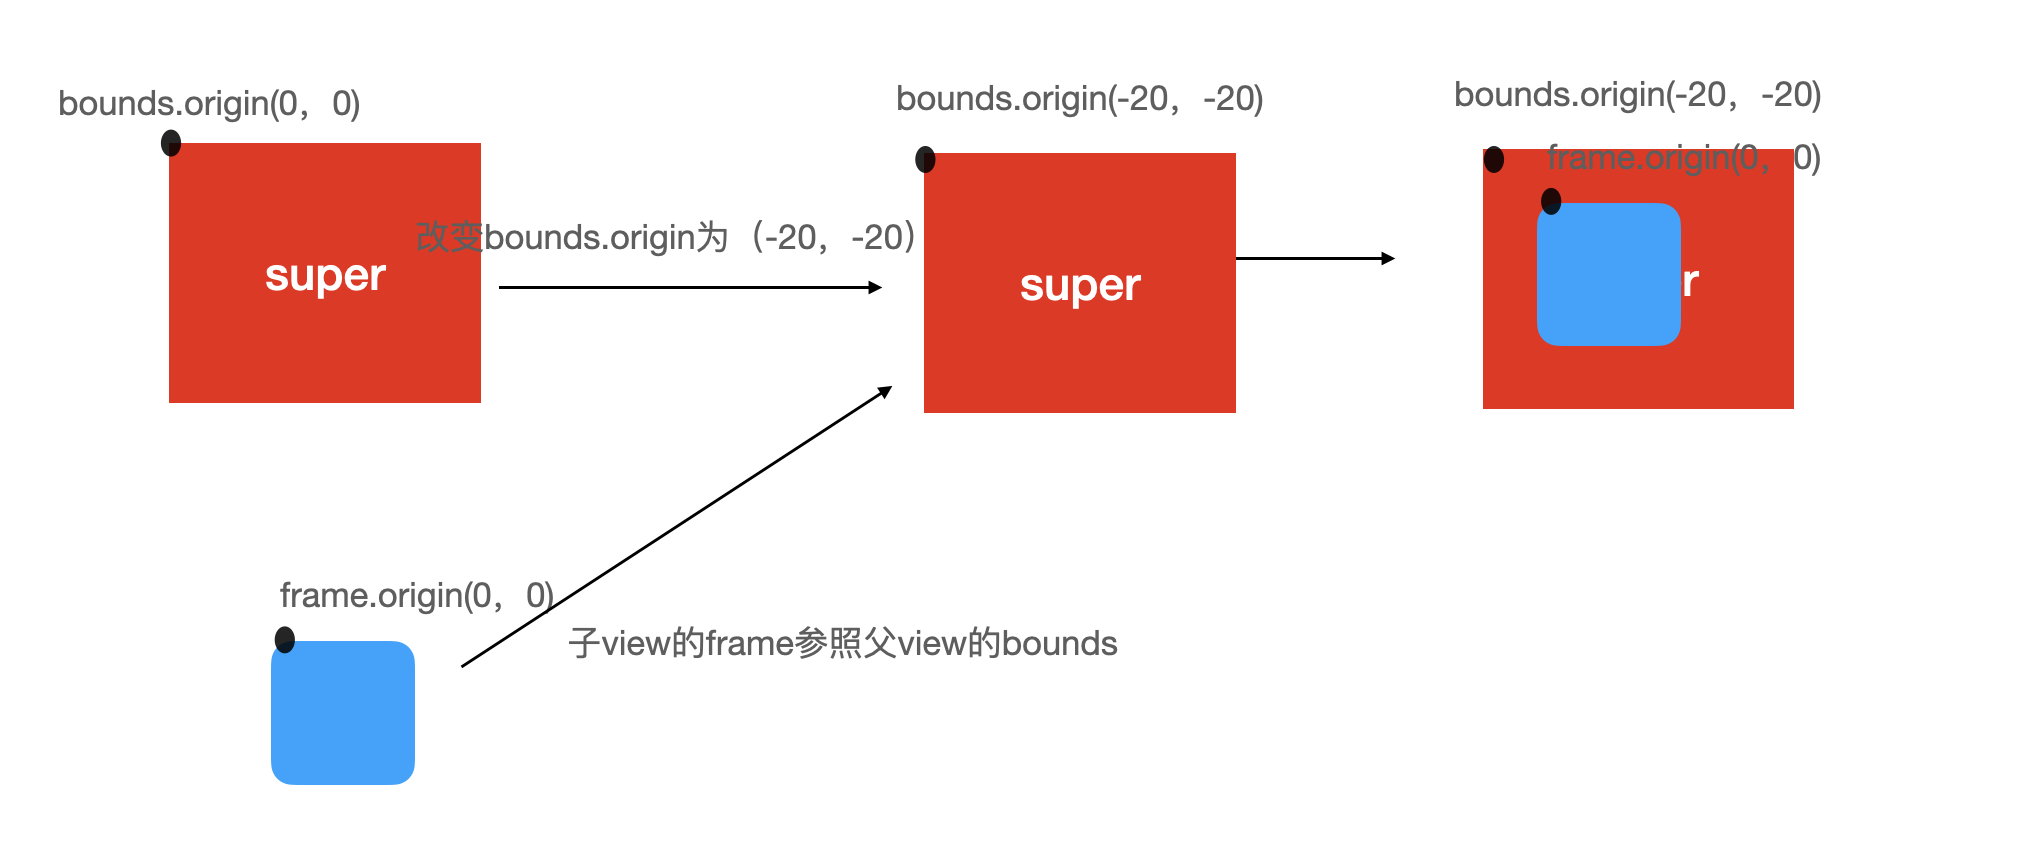 bounds.origin(0，0)
super
改变bounds.origin为（-20，-20）
bounds.origin(-20，-20)
super
bounds.origin(-20，-20)
frame.origin(0，0)
r
frame.origin(0，0)
子view的frame参照父view的bounds